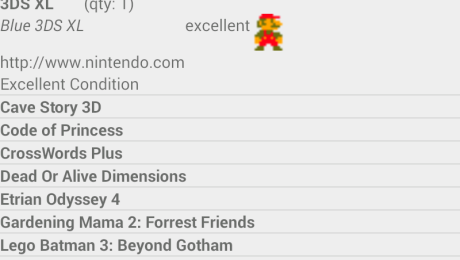 3DS XL (qty: 1)
Blue 3DS XL excellent
http://www.nintendo.com
Excellent Condition
Cave Story 3D
Code of Princess
CrossWords Plus
Dead Or Alive Dimensions
Etrian Odyssey 4
Gardening Mama 2: Forrest Friends
Lego Batman 3: Beyond Gotham